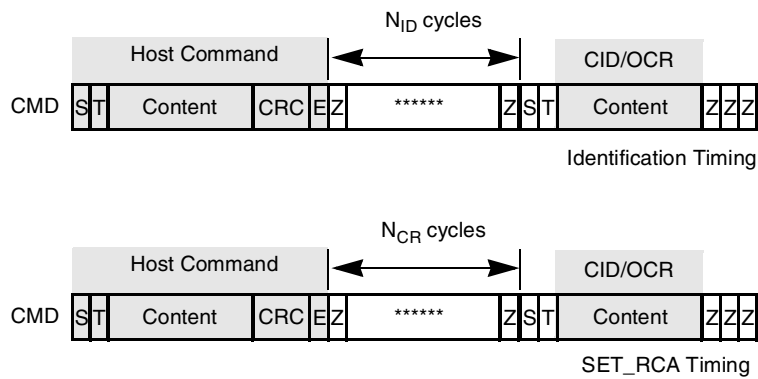 N_ID cycles
Host Command
CID/OCR
CMD S T Content CRC E Z ****** Z S T Content Z Z Z
Identification Timing
N_CR cycles
Host Command
CID/OCR
CMD S T Content CRC E Z ****** Z S T Content Z Z Z
SET_RCA Timing